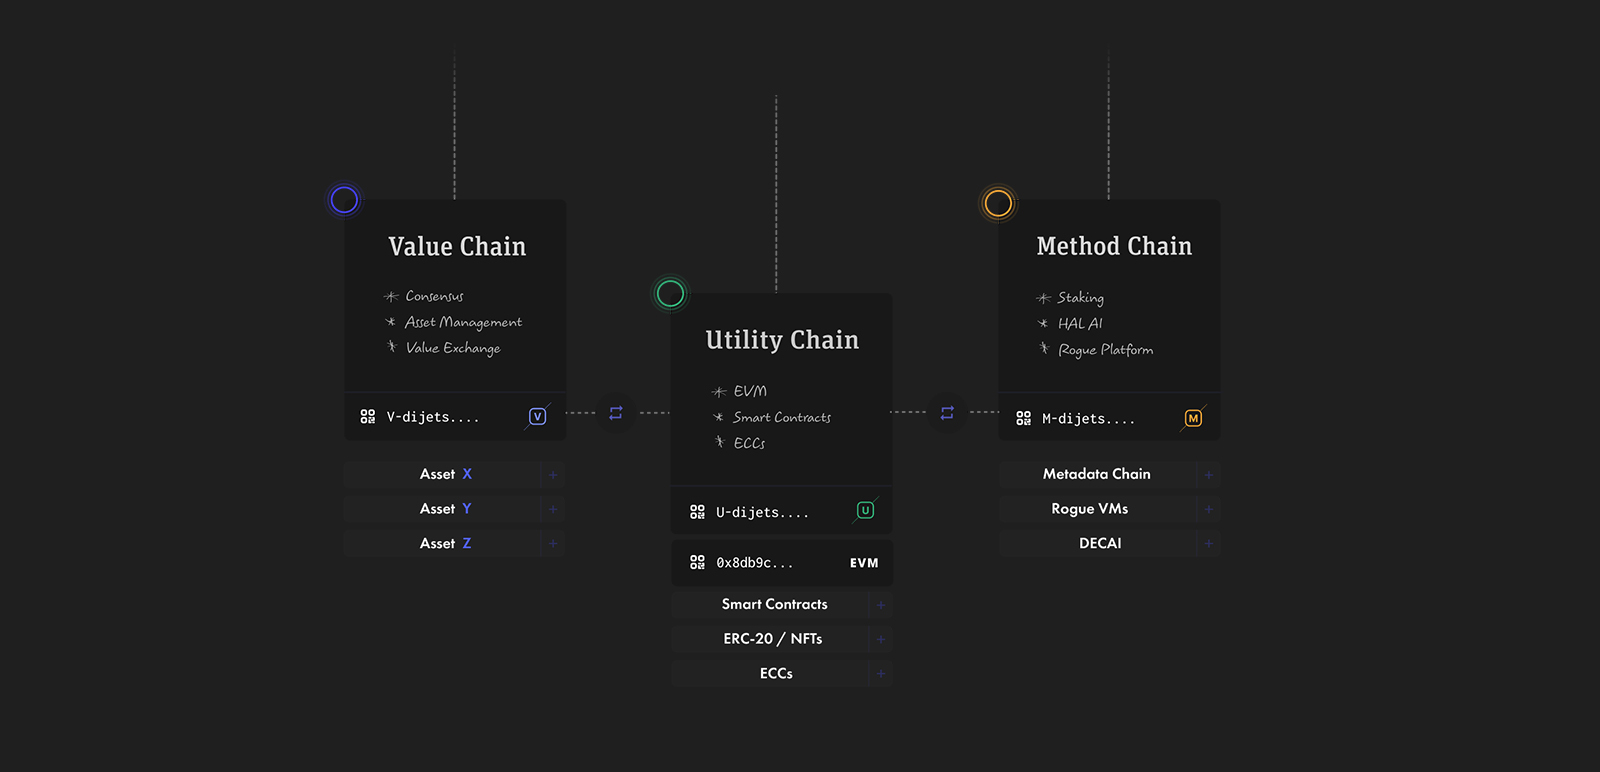 Value Chain
Consensus
Asset Management
Value Exchange
V-dijets....
V
Asset X
Asset Y
Asset Z
Utility Chain
EVM
Smart Contracts
ECCs
U-dijets....
U
0x8db9c...
EVM
Smart Contracts
ERC-20 / NFTs
ECCs
Method Chain
Staking
HAL AI
Rogue Platform
M-dijets....
M
Metadata Chain
Rogue VMs
DECAI